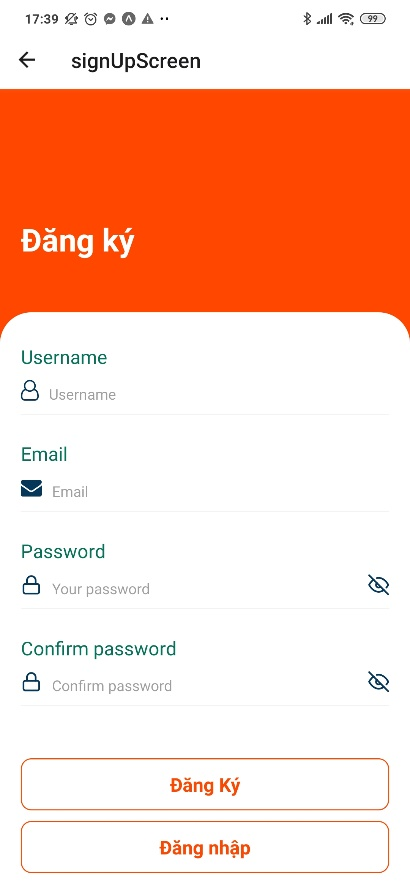 17:39
99
signUpScreen
Đăng ký
Username
Username
Email
Email
Password
Your password
Confirm password
Confirm password
Đăng Ký
Đăng nhập